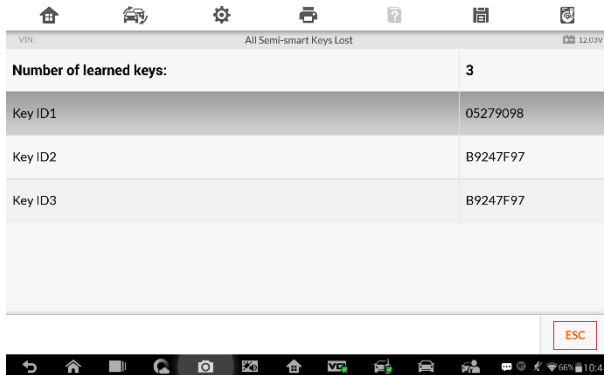 VIN: All Semi-smart Keys Lost 12.03V
Number of learned keys: 3
Key ID1 05279098
Key ID2 B9247F97
Key ID3 B9247F97
ESC
VCI 66%